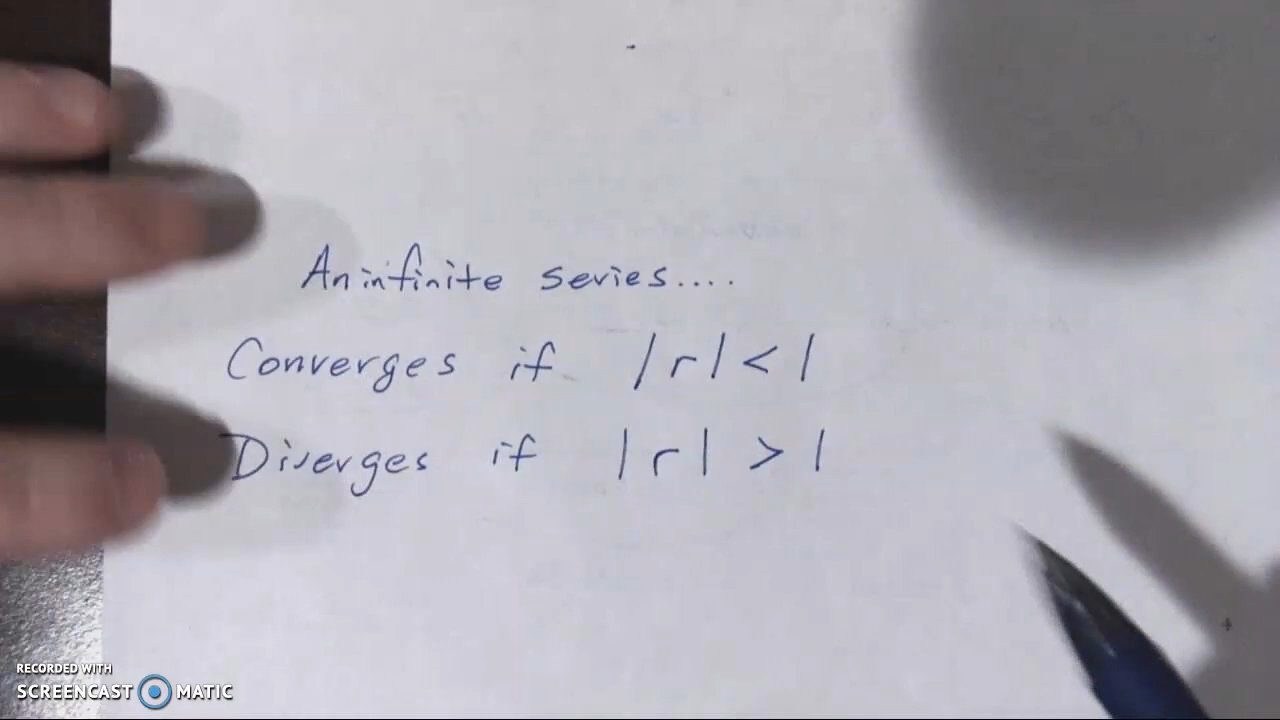 An infinite series....
Converges if |r| < 1
Diverges if |r| > 1
RECORDED WITH
SCREENCAST MATIC